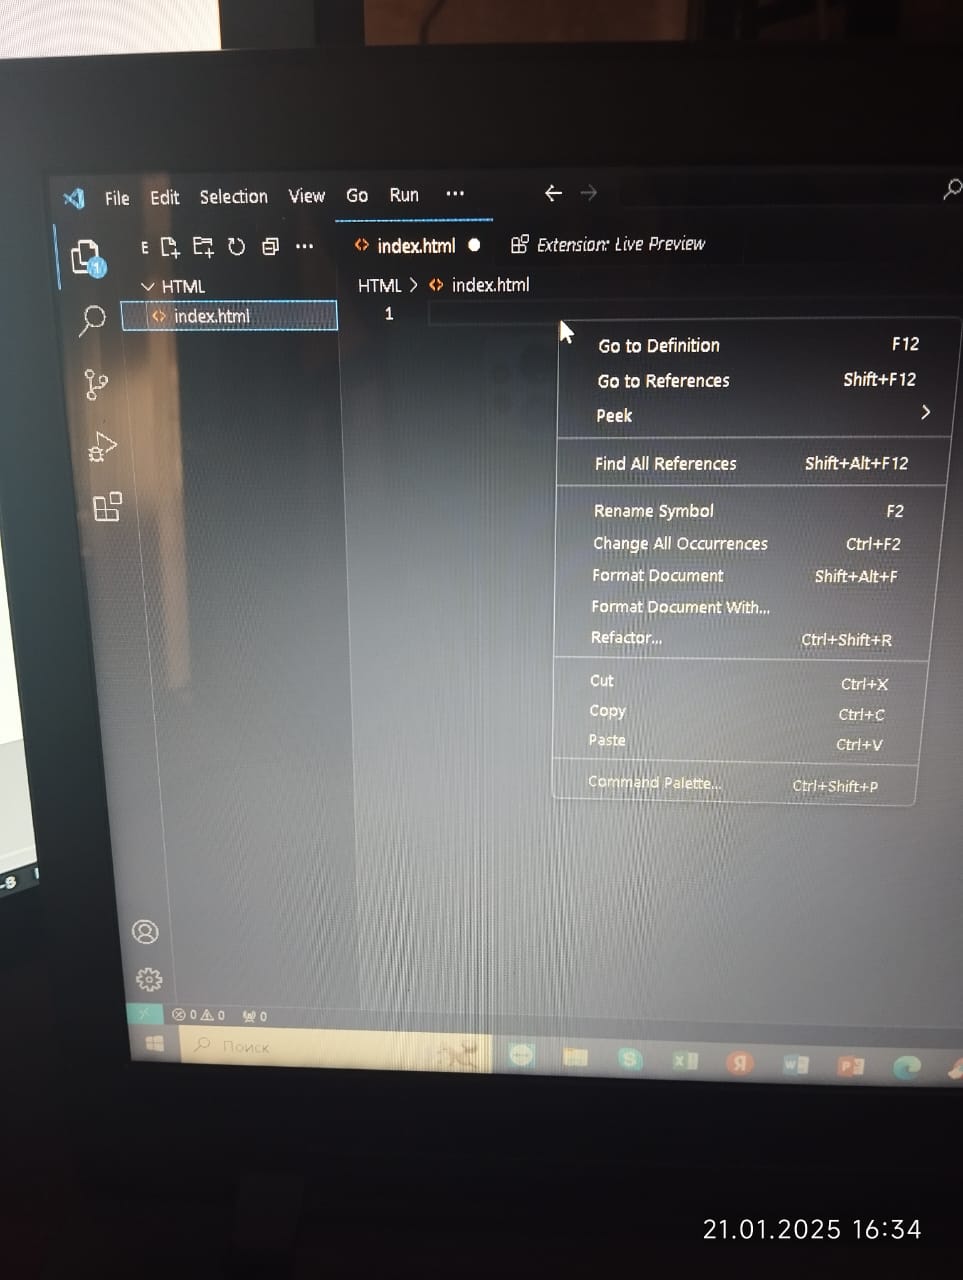 File Edit Selection View Go Run ...
E ...
index.html Extension: Live Preview
1
HTML
HTML > index.html
index.html
1
Go to Definition F12
Go to References Shift+F12
Peek >
Find All References Shift+Alt+F12
Rename Symbol F2
Change All Occurrences Ctrl+F2
Format Document Shift+Alt+F
Format Document With...
Refactor... Ctrl+Shift+R
Cut Ctrl+X
Copy Ctrl+C
Paste Ctrl+V
Command Palette... Ctrl+Shift+P
0 0 0
Поиск
S X Я W P
21.01.2025 16:34